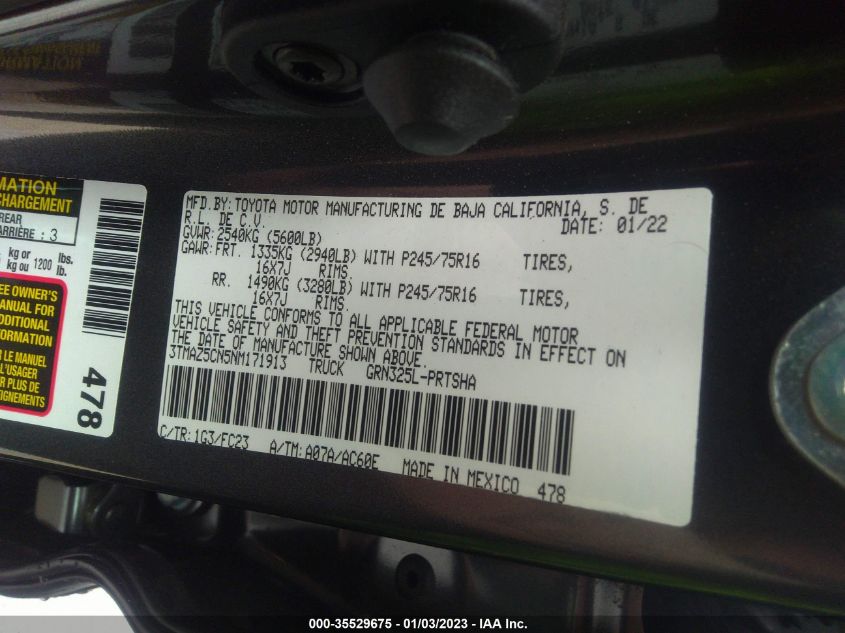 MATION
CHARGEMENT
REAR
ARRIÈRE : 3
kg or lbs.
kg ou 1200 lb.
EE OWNER'S
MANUAL FOR
ADDITIONAL
FORMATION
R LE MANUEL
L'USAGER
EIGNEMENTS
478
MFD.BY:TOYOTA MOTOR MANUFACTURING DE BAJA CALIFORNIA, S. DE
R.L. DE C.V. DATE: 01/22
GVWR:2540KG (5600LB)
GAWR:FRT. 1335KG (2940LB) WITH P245/75R16 TIRES,
16X7J RIMS.
RR. 1490KG (3280LB) WITH P245/75R16 TIRES,
16X7J RIMS.
THIS VEHICLE CONFORMS TO ALL APPLICABLE FEDERAL MOTOR
VEHICLE SAFETY AND THEFT PREVENTION STANDARDS IN EFFECT ON
THE DATE OF MANUFACTURE SHOWN ABOVE.
3TMAZ5CN5NM171913 TRUCK GRN325L-PRTSHA
C/TR:1G3/FC23 A/TM:A07A/AC60E MADE IN MEXICO 478
000-35529675 - 01/03/2023 - IAA Inc.